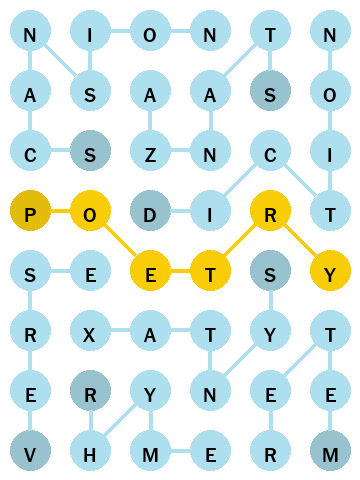 N I O N T N
A S A A S O
C S Z N C I
P O D I R T
S E E T S Y
R X A T Y T
E R Y N E E
V H M E R M